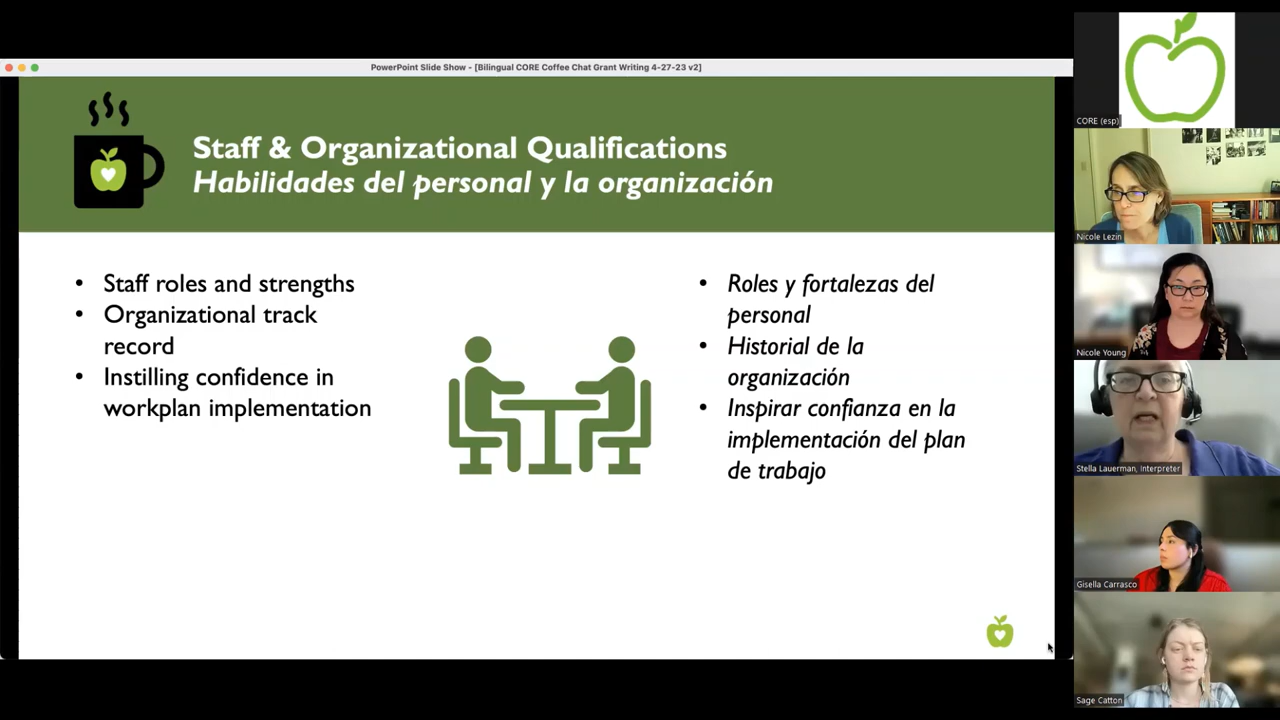 PowerPoint Slide Show - [Bilingual CORE Coffee Chat Grant Writing 4-27-23 v2]
Staff & Organizational Qualifications
Habilidades del personal y la organización
• Staff roles and strengths
• Organizational track
record
• Instilling confidence in
workplan implementation
• Roles y fortalezas del
personal
• Historial de la
organización
• Inspirar confianza en la
implementación del plan
de trabajo
CORE (esp)
Nicole Lezin
Nicole Young
Stella Lauerman, Interpreter
Gisella Carrasco
Sage Catton